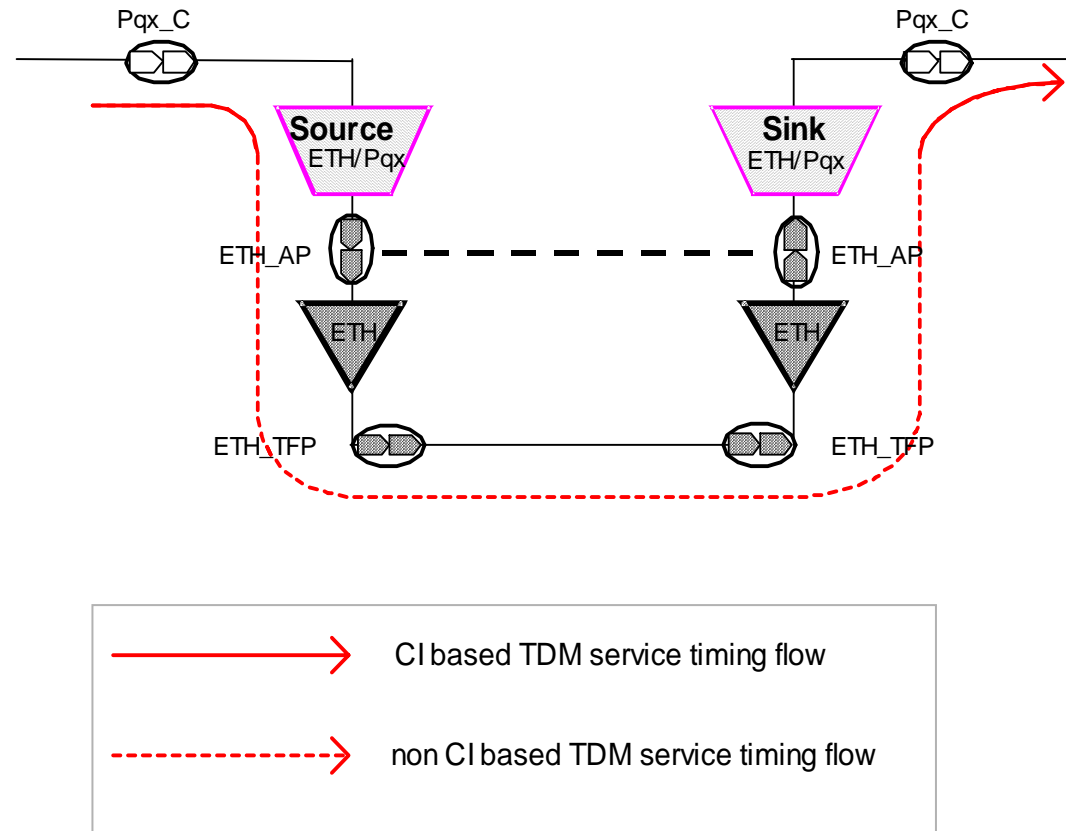 Pqx_C
Pqx_C
Source
ETH/Pqx
Sink
ETH/Pqx
ETH_AP
ETH_AP
ETH
ETH
ETH_TFP
ETH_TFP
CI based TDM service timing flow
non CI based TDM service timing flow